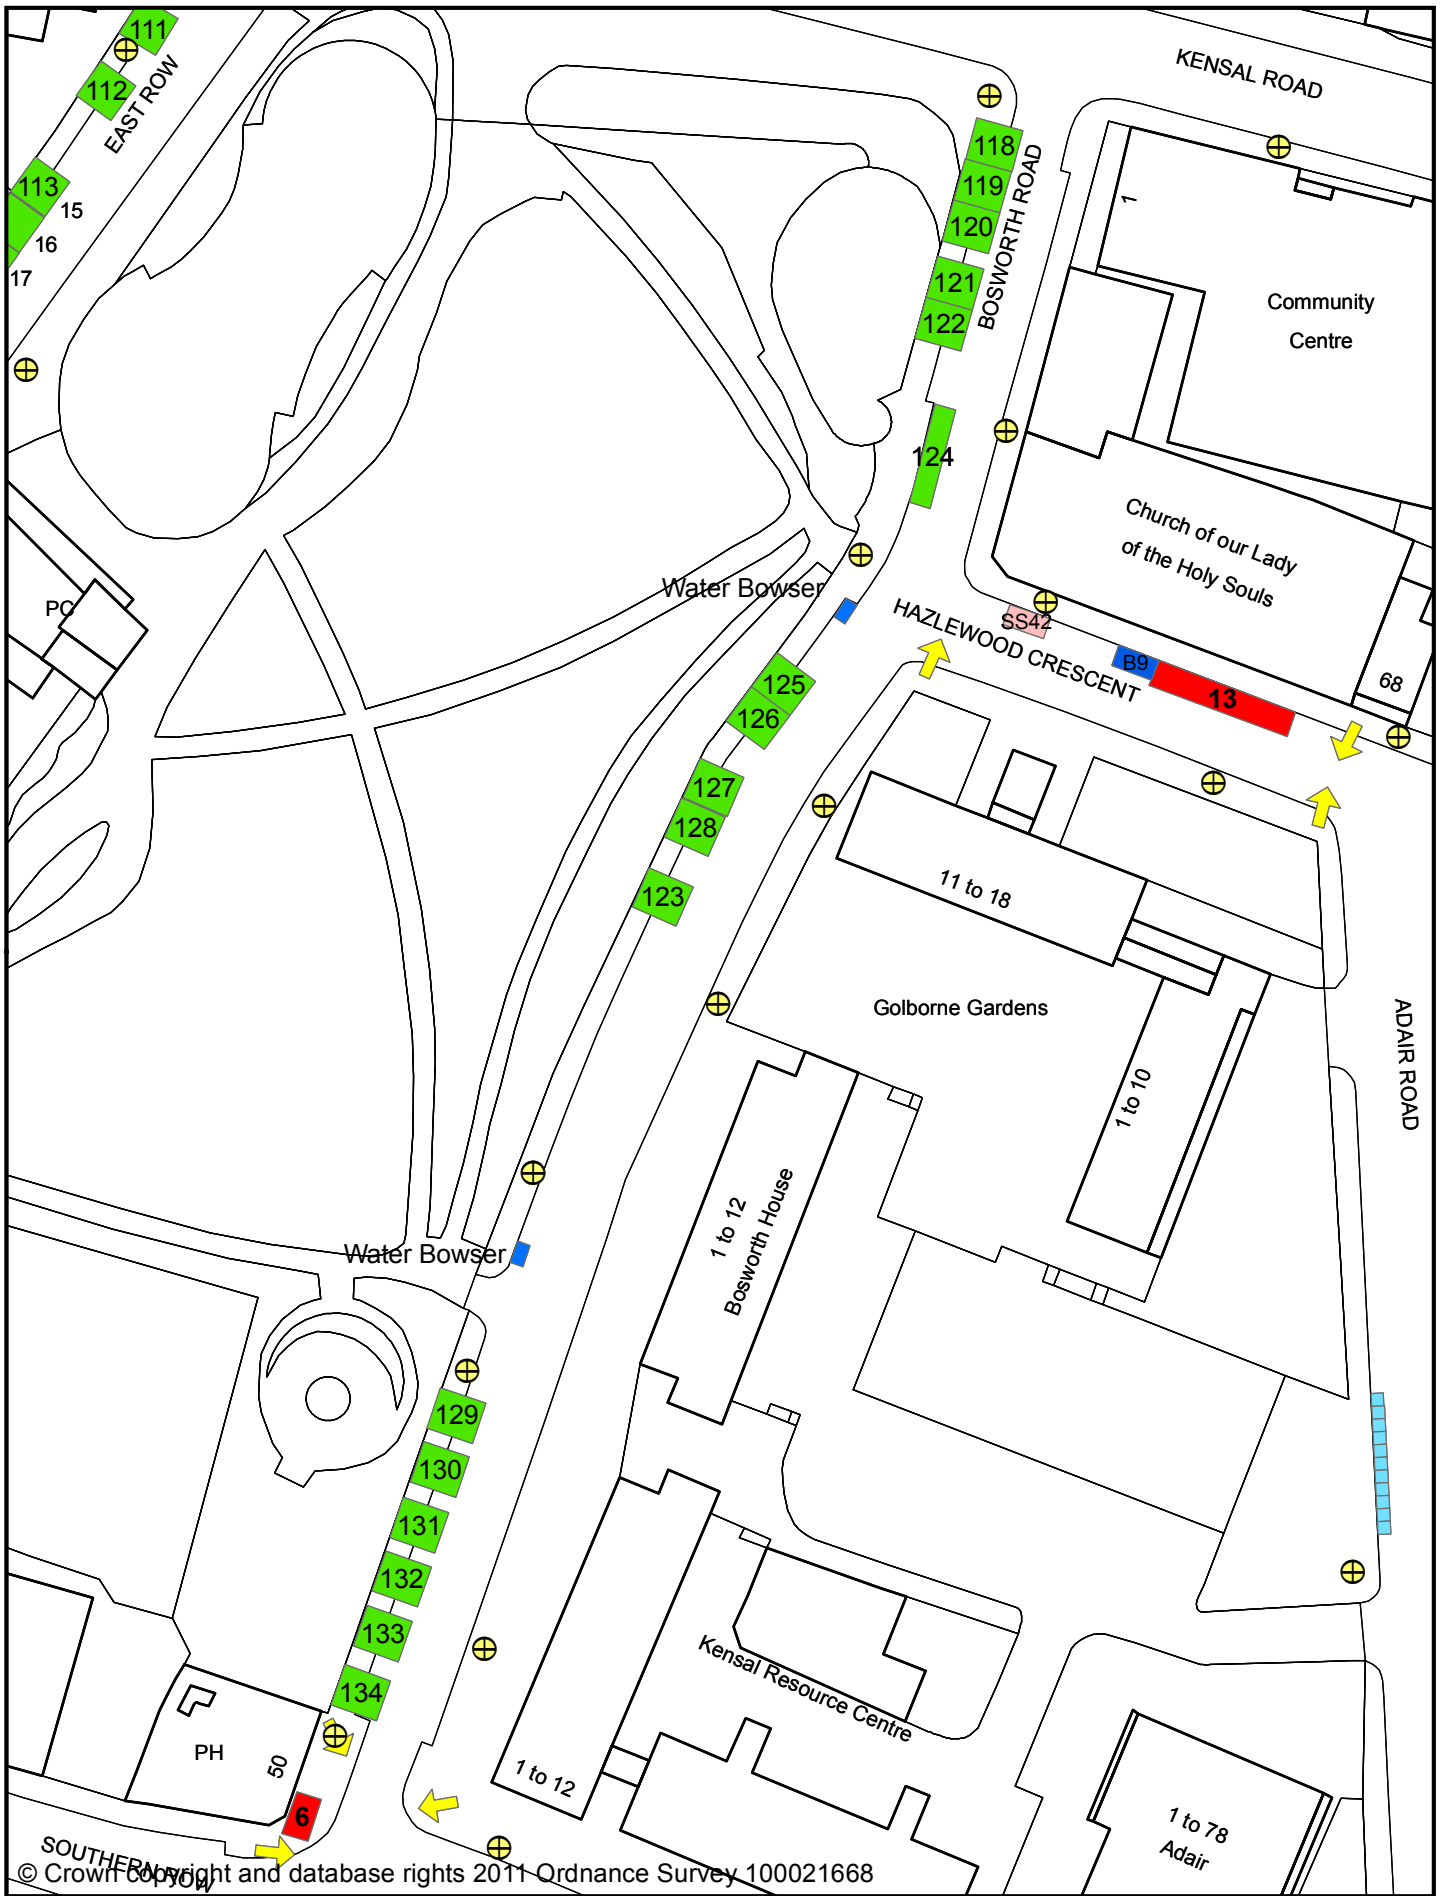 111
112
EAST ROW
KENSAL ROAD
113
15
16
17
118
119
120
121
122
BOSWORTH ROAD
1
Community
Centre
124
Church of our Lady
of the Holy Souls
Water Bowser
PC
HAZLEWOOD CRESCENT
SS42
B9
13
68
125
126
127
128
123
11 to 18
Golborne Gardens
ADAIR ROAD
1 to 10
1 to 12
Bosworth House
Water Bowser
129
130
131
132
133
134
Kensal Resource Centre
PH
50
6
1 to 12
1 to 78
Adair
SOUTHERN ROW
© Crown copyright and database rights 2011 Ordnance Survey 100021668